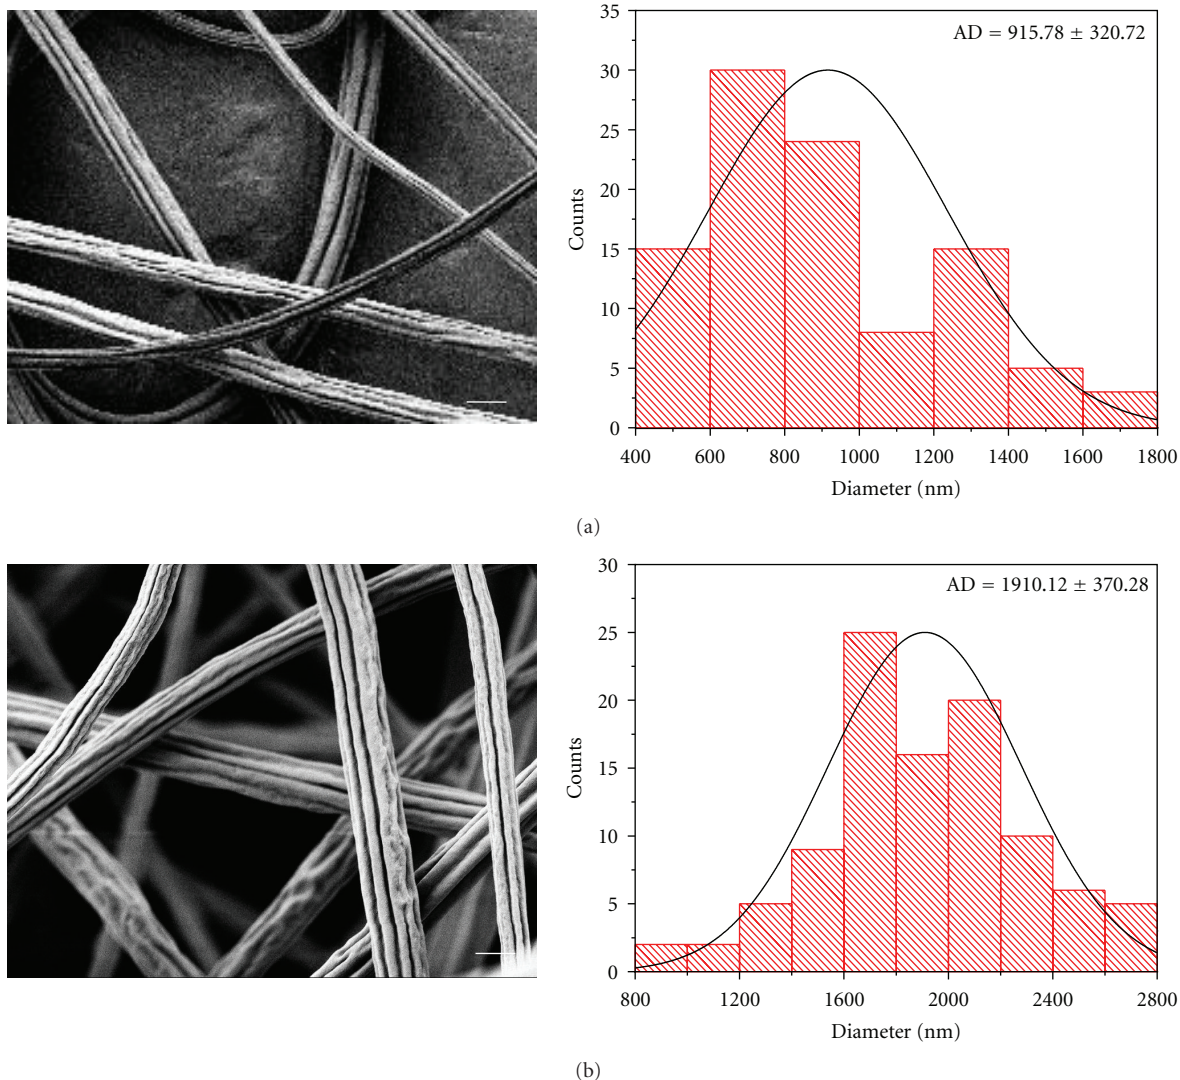 AD = 915.78 ± 320.72
35
30
25
20
15
10
5
0
Counts
400 600 800 1000 1200 1400 1600 1800
Diameter (nm)
(a)
AD = 1910.12 ± 370.28
30
25
20
15
10
5
0
Counts
800 1200 1600 2000 2400 2800
Diameter (nm)
(b)